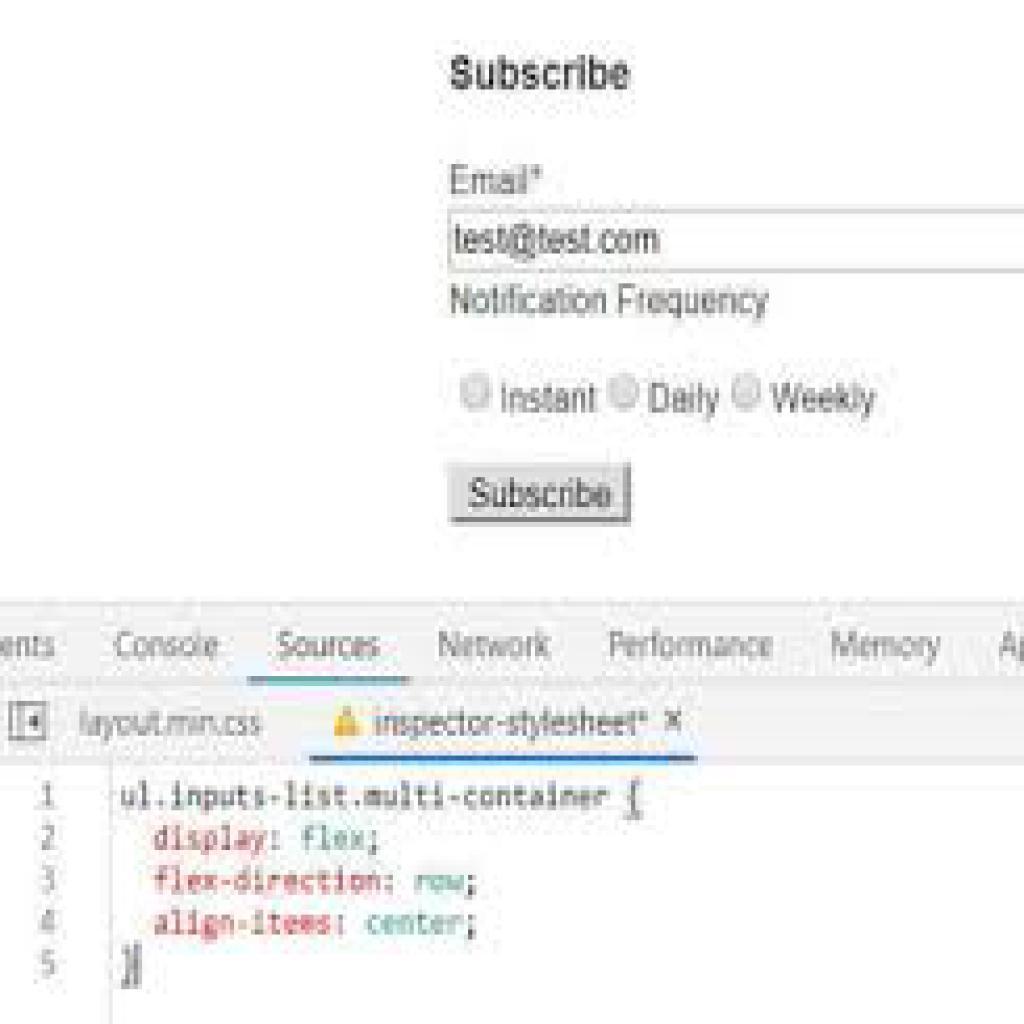 Subscribe
Email*
test@test.com
Notification Frequency
Instant Daily Weekly
Subscribe
ents Console Sources Network Performance Memory Ap
layout.min.css inspector-stylesheet* ×
1 ul.inputs-list.multi-container {
2 display: flex;
3 flex-direction: row;
4 align-items: center;
5 }